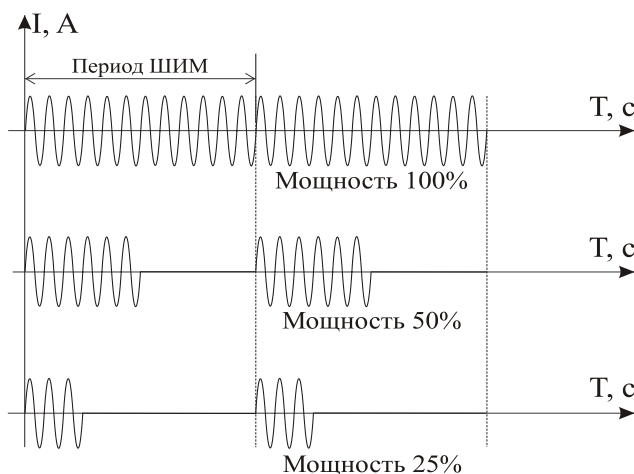 I, А
Период ШИМ
Т, с
Мощность 100%
Т, с
Мощность 50%
Т, с
Мощность 25%